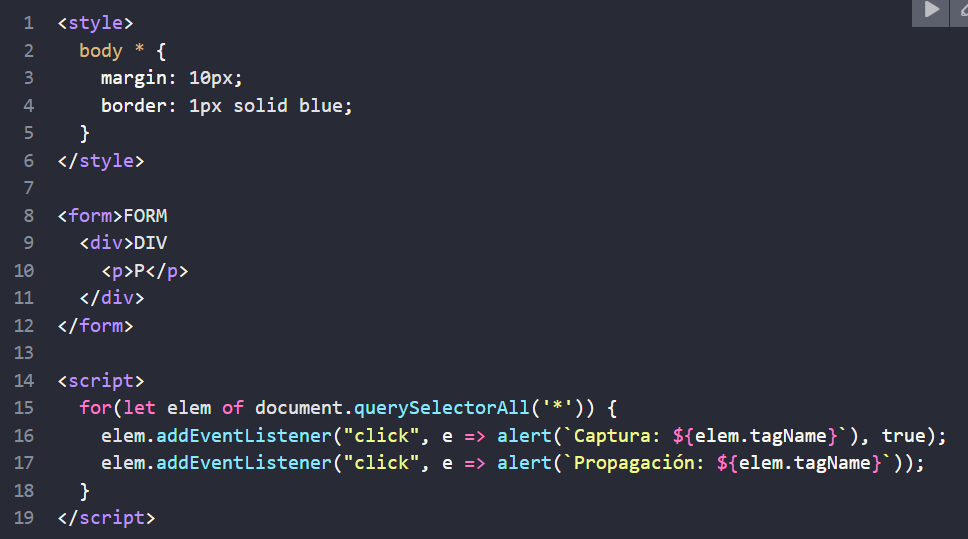 1 <style>
2   body * {
3     margin: 10px;
4     border: 1px solid blue;
5   }
6 </style>
7
8 <form>FORM
9   <div>DIV
10     <p>P</p>
11   </div>
12 </form>
13
14 <script>
15   for(let elem of document.querySelectorAll('*')) {
16     elem.addEventListener("click", e => alert(`Captura: ${elem.tagName}`), true);
17     elem.addEventListener("click", e => alert(`Propagación: ${elem.tagName}`));
18   }
19 </script>